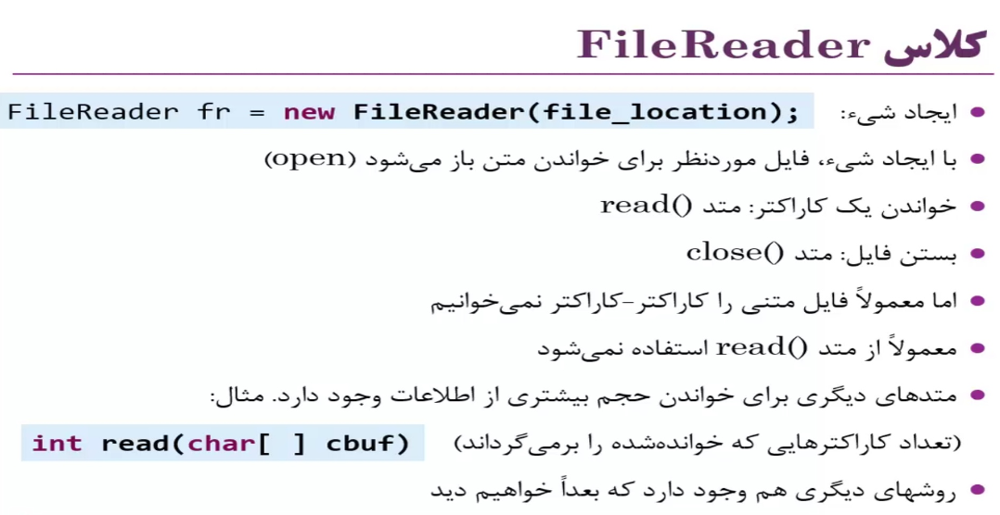 کلاس FileReader
• ایجاد شیء: FileReader fr = new FileReader(file_location);
• با ایجاد شیء، فایل موردنظر برای خواندن متن باز می‌شود (open)
• خواندن یک کاراکتر: متد read()
• بستن فایل: متد close()
• اما معمولاً فایل متنی را کاراکتر-کاراکتر نمی‌خوانیم
• معمولاً از متد read() استفاده نمی‌شود
• متدهای دیگری برای خواندن حجم بیشتری از اطلاعات وجود دارد. مثال:
(تعداد کاراکترهایی که خوانده‌شده را برمی‌گرداند) int read(char[ ] cbuf)
• روشهای دیگری هم وجود دارد که بعداً خواهیم دید